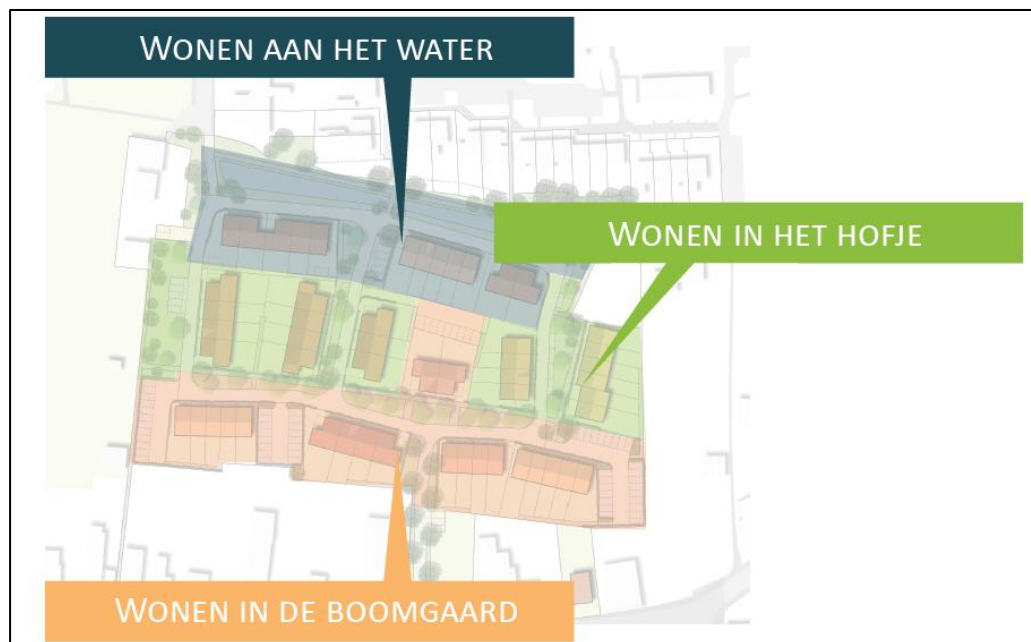 WONEN AAN HET WATER
WONEN IN HET HOFJE
WONEN IN DE BOOMGAARD